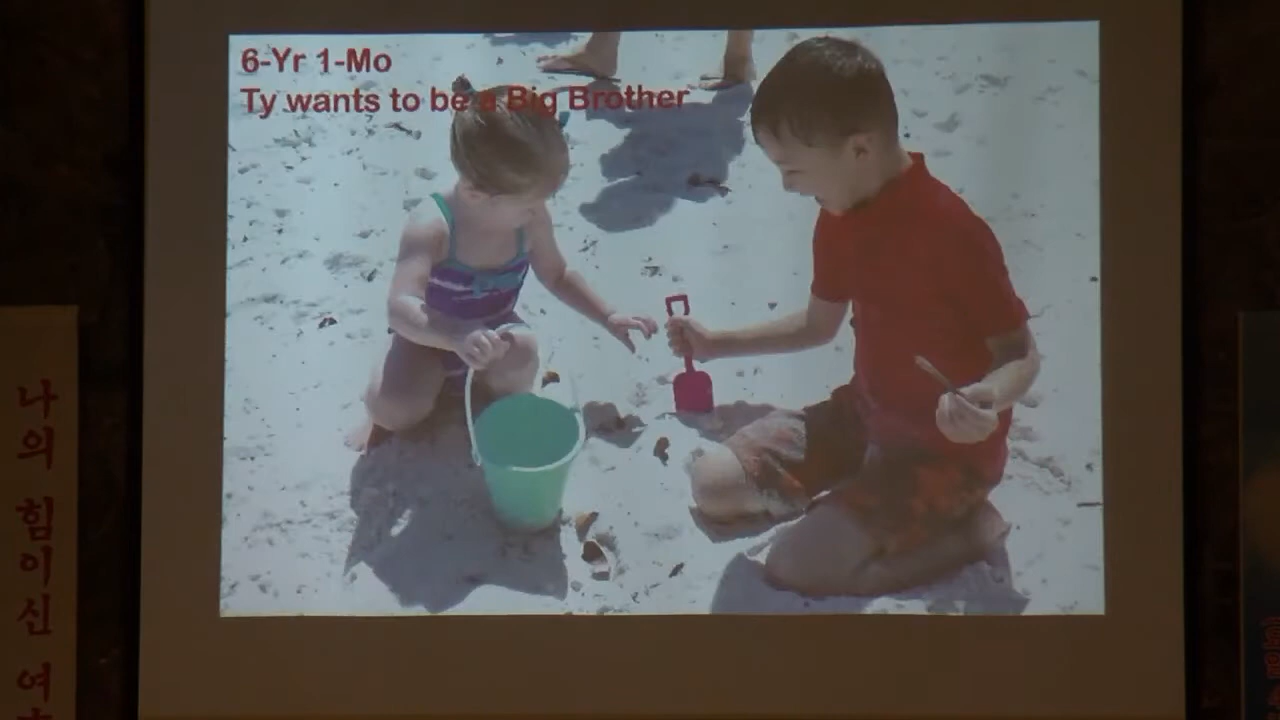 6-Yr 1-Mo
Ty wants to be a Big Brother
나의 힘이신 여